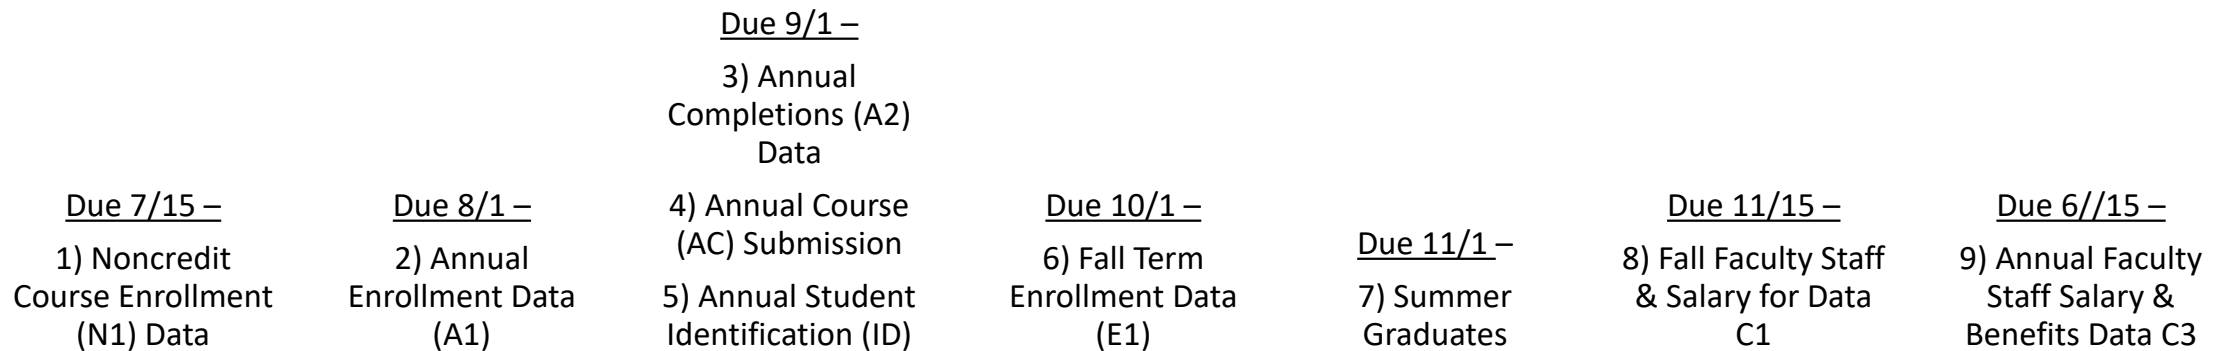 Due 7/15 –
1) Noncredit
Course Enrollment
(N1) Data
Due 8/1 –
2) Annual
Enrollment Data
(A1)
Due 9/1 –
3) Annual
Completions (A2)
Data
4) Annual Course
(AC) Submission
5) Annual Student
Identification (ID)
Due 10/1 –
6) Fall Term
Enrollment Data
(E1)
Due 11/1 –
7) Summer
Graduates
Due 11/15 –
8) Fall Faculty Staff
& Salary for Data
C1
Due 6//15 –
9) Annual Faculty
Staff Salary &
Benefits Data C3